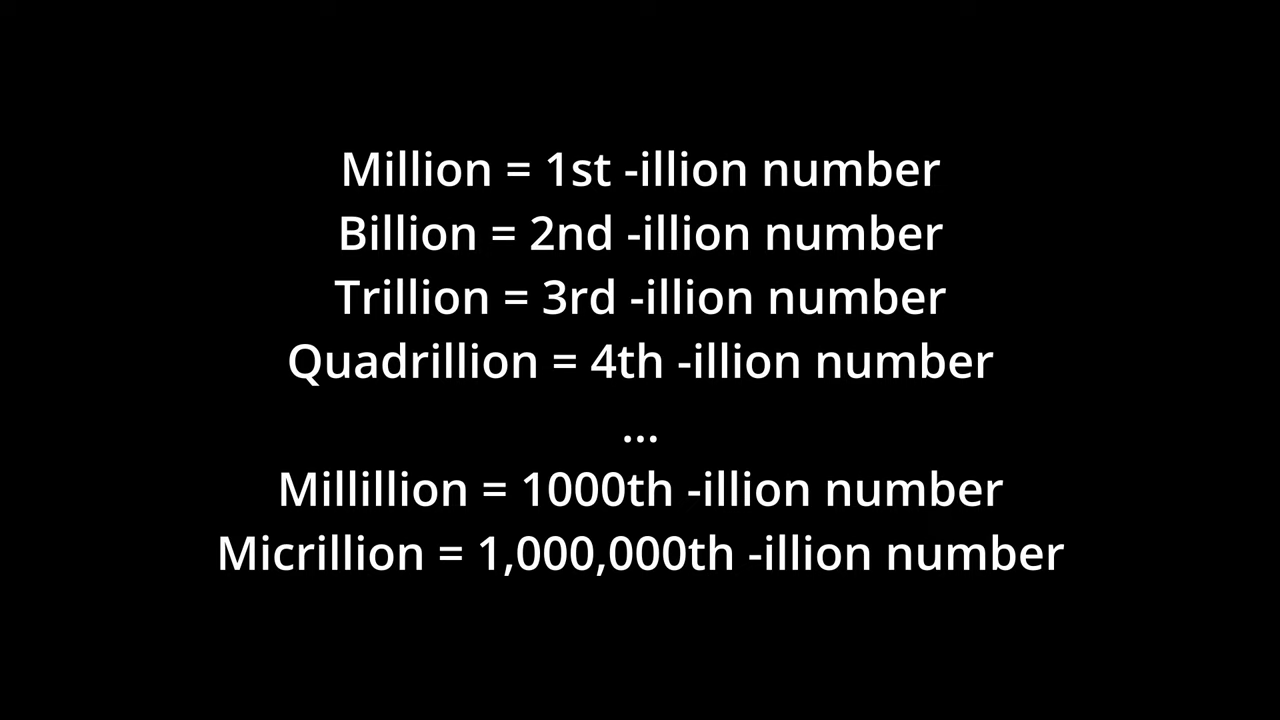 Million = 1st -illion number
Billion = 2nd -illion number
Trillion = 3rd -illion number
Quadrillion = 4th -illion number
...
Millillion = 1000th -illion number
Micrillion = 1,000,000th -illion number